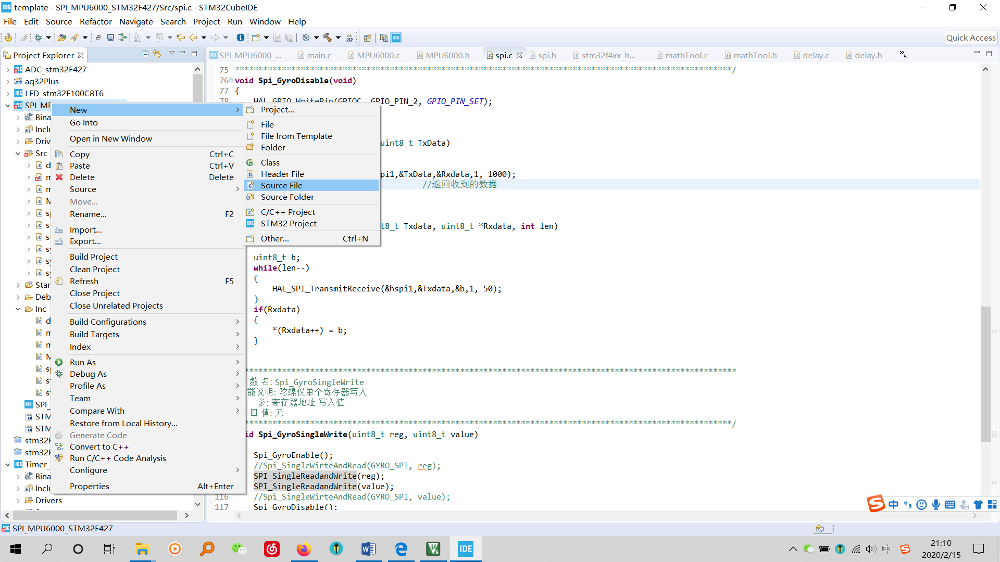 IDE template - SPI_MPU6000_STM32F427/Src/spi.c - STM32CubeIDE
File Edit Source Refactor Navigate Search Project Run Window Help
Quick Access
Project Explorer
MX SPI_MPU6000_... main.c MPU6000.c MPU6000.h spi.c spi.h stm32f4xx_h... mathTool.c mathTool.h delay.c delay.h »5
ADC_stm32F427
aq32Plus
LED_stm32F100C8T6
SPI_MP
Bina
Inclu
Driv
Src
d
m
m
M
sp
st
st
sy
sy
sy
Star
Deb
Inc
d
m
m
M
sp
st
st
MX SPI_
STM
STM
stm32F
stm32F
IDE Timer_
Bina
Inclu
Drivers
New
Go Into
Open in New Window
Copy Ctrl+C
Paste Ctrl+V
Delete Delete
Source
Move...
Rename... F2
Import...
Export...
Build Project
Clean Project
Refresh F5
Close Project
Close Unrelated Projects
Build Configurations
Build Targets
Index
Run As
Debug As
Profile As
Team
Compare With
Restore from Local History...
Generate Code
Convert to C++
Run C/C++ Code Analysis
Configure
Properties Alt+Enter
Project...
File
File from Template
Folder
Class
Header File
Source File
Source Folder
C/C++ Project
IDE STM32 Project
Other... Ctrl+N
75 **********************************************************************************************************/
76 void Spi_GyroDisable(void)
77 {
78 HAL_GPIO_WritePin(GPIOC, GPIO_PIN_2, GPIO_PIN_SET);
uint8_t TxData)
pi1,&TxData,&Rxdata,1, 1000);
//返回收到的数据
t8_t Txdata, uint8_t *Rxdata, int len)
uint8_t b;
while(len--)
{
HAL_SPI_TransmitReceive(&hspi1,&Txdata,&b,1, 50);
}
if(Rxdata)
{
*(Rxdata++) = b;
}
*********************************************************************************************************
数 名: Spi_GyroSingleWrite
能说明: 陀螺仪单个寄存器写入
参: 寄存器地址 写入值
回 值: 无
********************************************************************************************************/
id Spi_GyroSingleWrite(uint8_t reg, uint8_t value)
Spi_GyroEnable();
//Spi_SingleWirteAndRead(GYRO_SPI, reg);
SPI_SingleReadandWrite(reg);
SPI_SingleReadandWrite(value);
116 //Spi_SingleWirteAndRead(GYRO_SPI, value);
117 Spi_GyroDisable();
中
SPI_MPU6000_STM32F427
IDE
中
21:10
2020/2/15